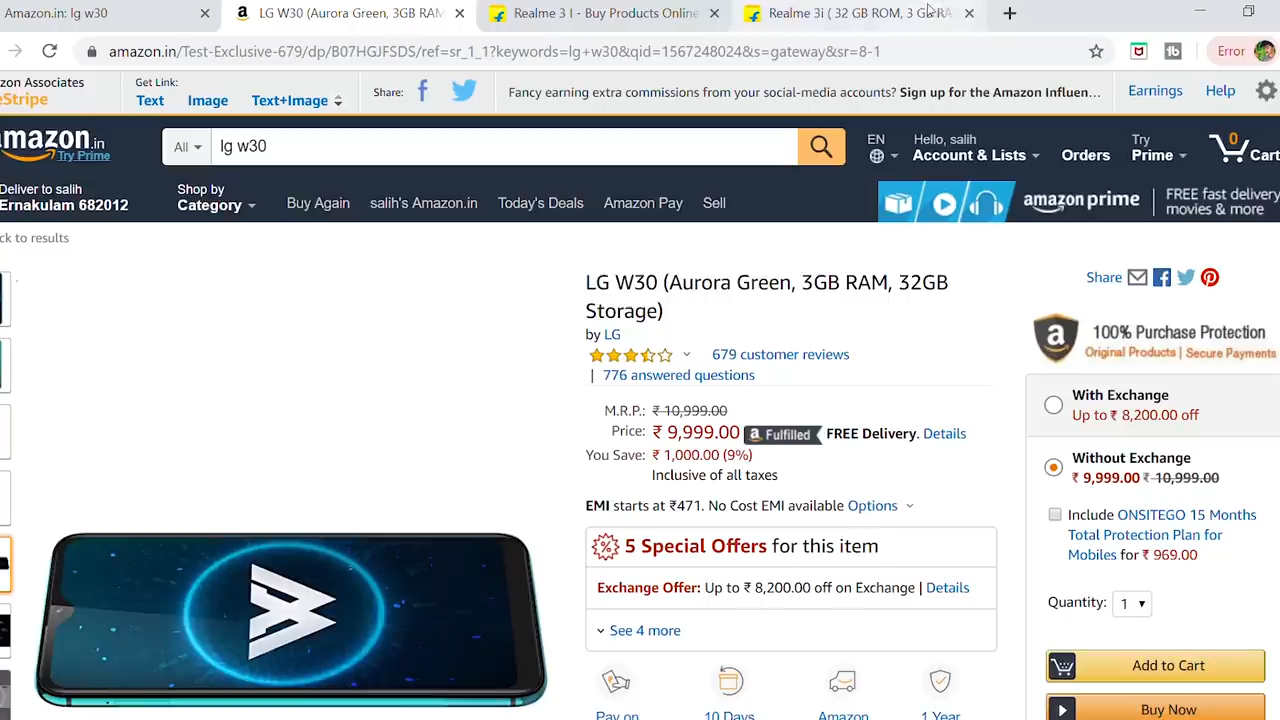 Amazon.in: lg w30
LG W30 (Aurora Green, 3GB RAM
Realme 3 I - Buy Products Online
Realme 3i ( 32 GB ROM, 3 GB RA
amazon.in/Test-Exclusive-679/dp/B07HGJFSDS/ref=sr_1_1?keywords=lg+w30&qid=1567248024&s=gateway&sr=8-1
Error
zon Associates
eStripe
Get Link:
Text
Image
Text+Image
Share:
Fancy earning extra commissions from your social-media accounts? Sign up for the Amazon Influen...
Earnings
Help
amazon.in
Try Prime
All
lg w30
EN
Hello, salih
Account & Lists
Orders
Try
Prime
0
Cart
Deliver to salih
Ernakulam 682012
Shop by
Category
Buy Again
salih's Amazon.in
Today's Deals
Amazon Pay
Sell
amazon prime
FREE fast delivery
movies & more
ck to results
LG W30 (Aurora Green, 3GB RAM, 32GB
Storage)
by LG
679 customer reviews
| 776 answered questions
M.R.P.: ₹ 10,999.00
Price: ₹ 9,999.00 a Fulfilled FREE Delivery. Details
You Save: ₹ 1,000.00 (9%)
Inclusive of all taxes
EMI starts at ₹471. No Cost EMI available Options
5 Special Offers for this item
Exchange Offer: Up to ₹ 8,200.00 off on Exchange | Details
See 4 more
Pay on
10 Days
Amazon
1 Year
Share
a
100% Purchase Protection
Original Products | Secure Payments
With Exchange
Up to ₹ 8,200.00 off
Without Exchange
₹ 9,999.00 ₹ 10,999.00
Include ONSITEGO 15 Months
Total Protection Plan for
Mobiles for ₹ 969.00
Quantity: 1
Add to Cart
Buy Now